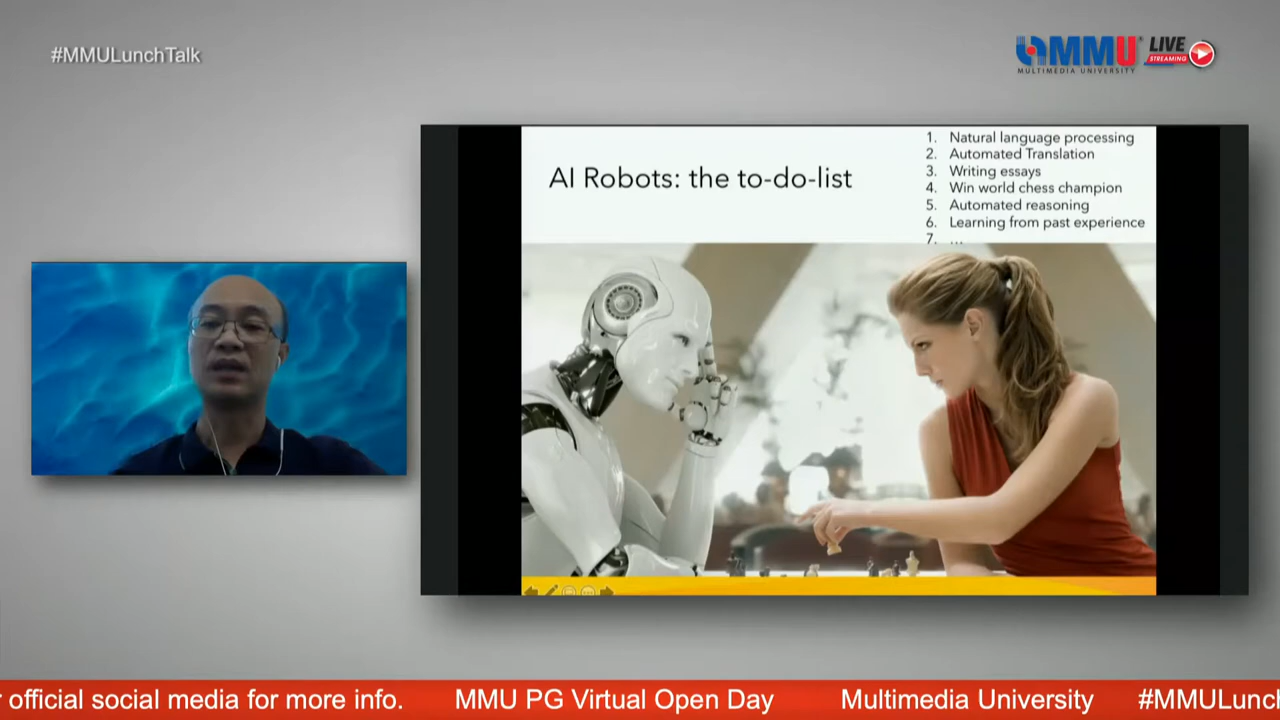 #MMULunchTalk
MMU
LIVE
STREAMING
MULTIMEDIA UNIVERSITY
AI Robots: the to-do-list
1. Natural language processing
2. Automated Translation
3. Writing essays
4. Win world chess champion
5. Automated reasoning
6. Learning from past experience
7. ...
official social media for more info. MMU PG Virtual Open Day Multimedia University #MMULunch